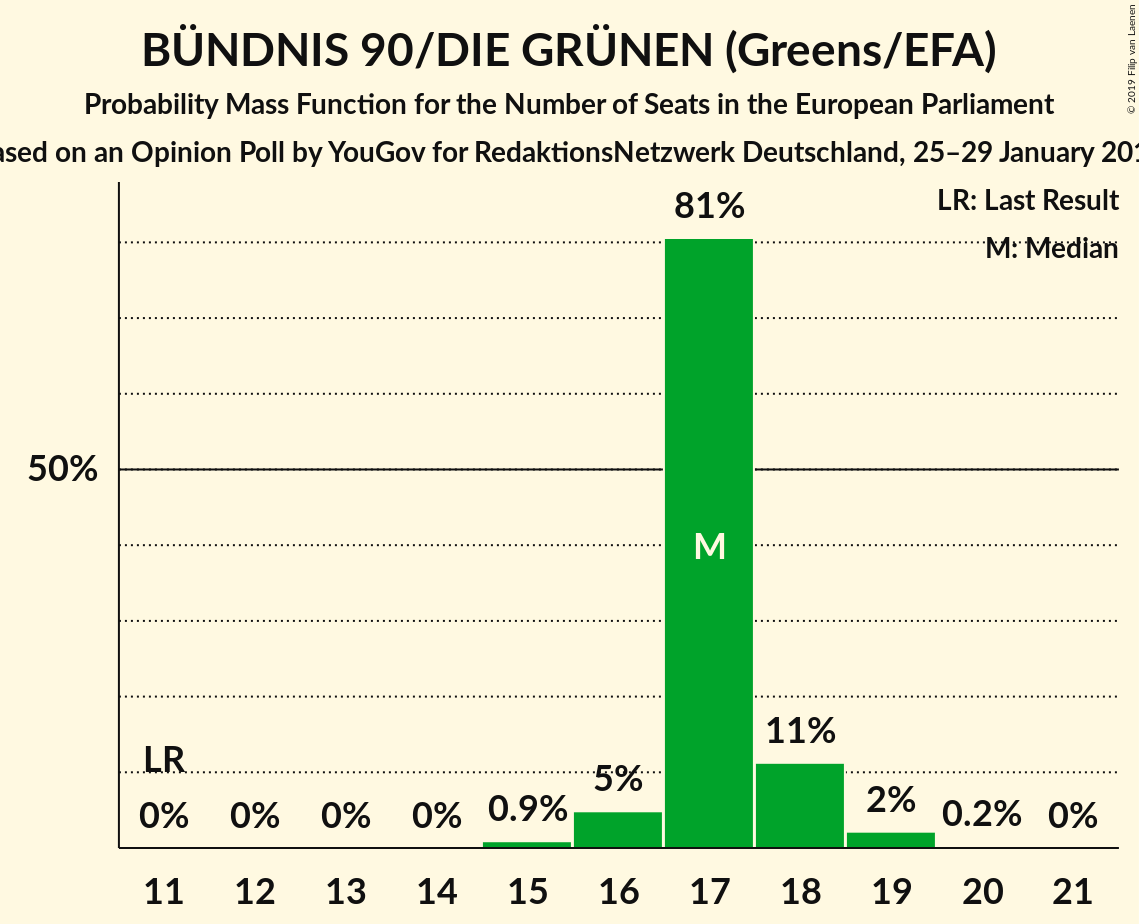 BÜNDNIS 90/DIE GRÜNEN (Greens/EFA)
Probability Mass Function for the Number of Seats in the European Parliament
on an Opinion Poll by YouGov for RedaktionsNetzwerk Deutschland, 25–29 January
© 2019 Filip van Laenen
LR: Last Result
M: Median
81%
50%
M
LR
11%
5%
2%
0%
0%
0%
0%
0.9%
0.2%
0%
11 12 13 14 15 16 17 18 19 20 21